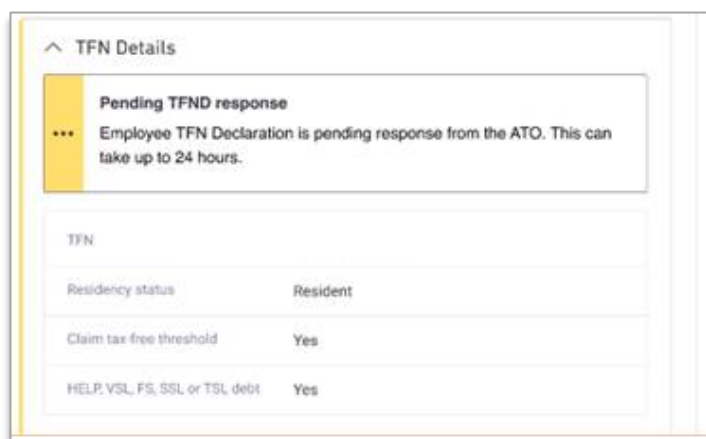 TFN Details
Pending TFND response
Employee TFN Declaration is pending response from the ATO. This can
take up to 24 hours.
TFN
Residency status Resident
Claim tax-free threshold Yes
HELP, VSL, FS, SSL or TSL debt Yes